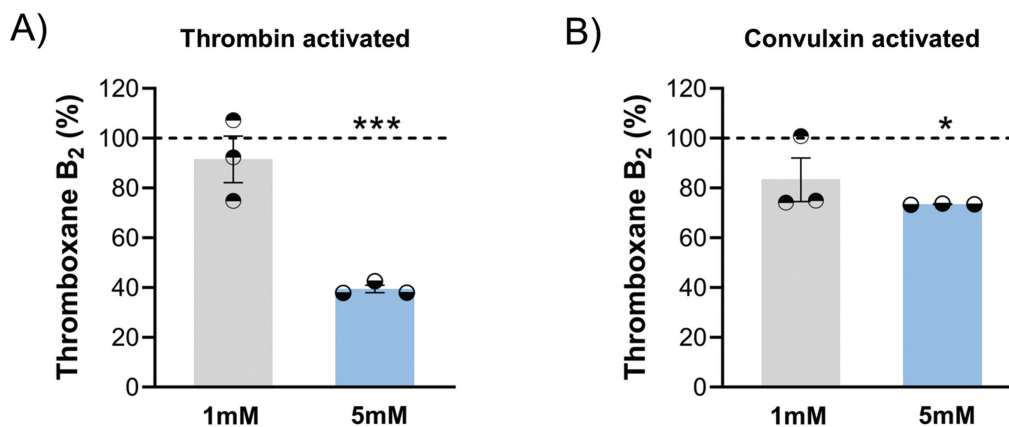 A)
Thrombin activated
Thromboxane B₂ (%)
120
100
80
60
40
20
0
***
1mM
5mM
B)
Convulxin activated
Thromboxane B₂ (%)
120
100
80
60
40
20
0
*
1mM
5mM